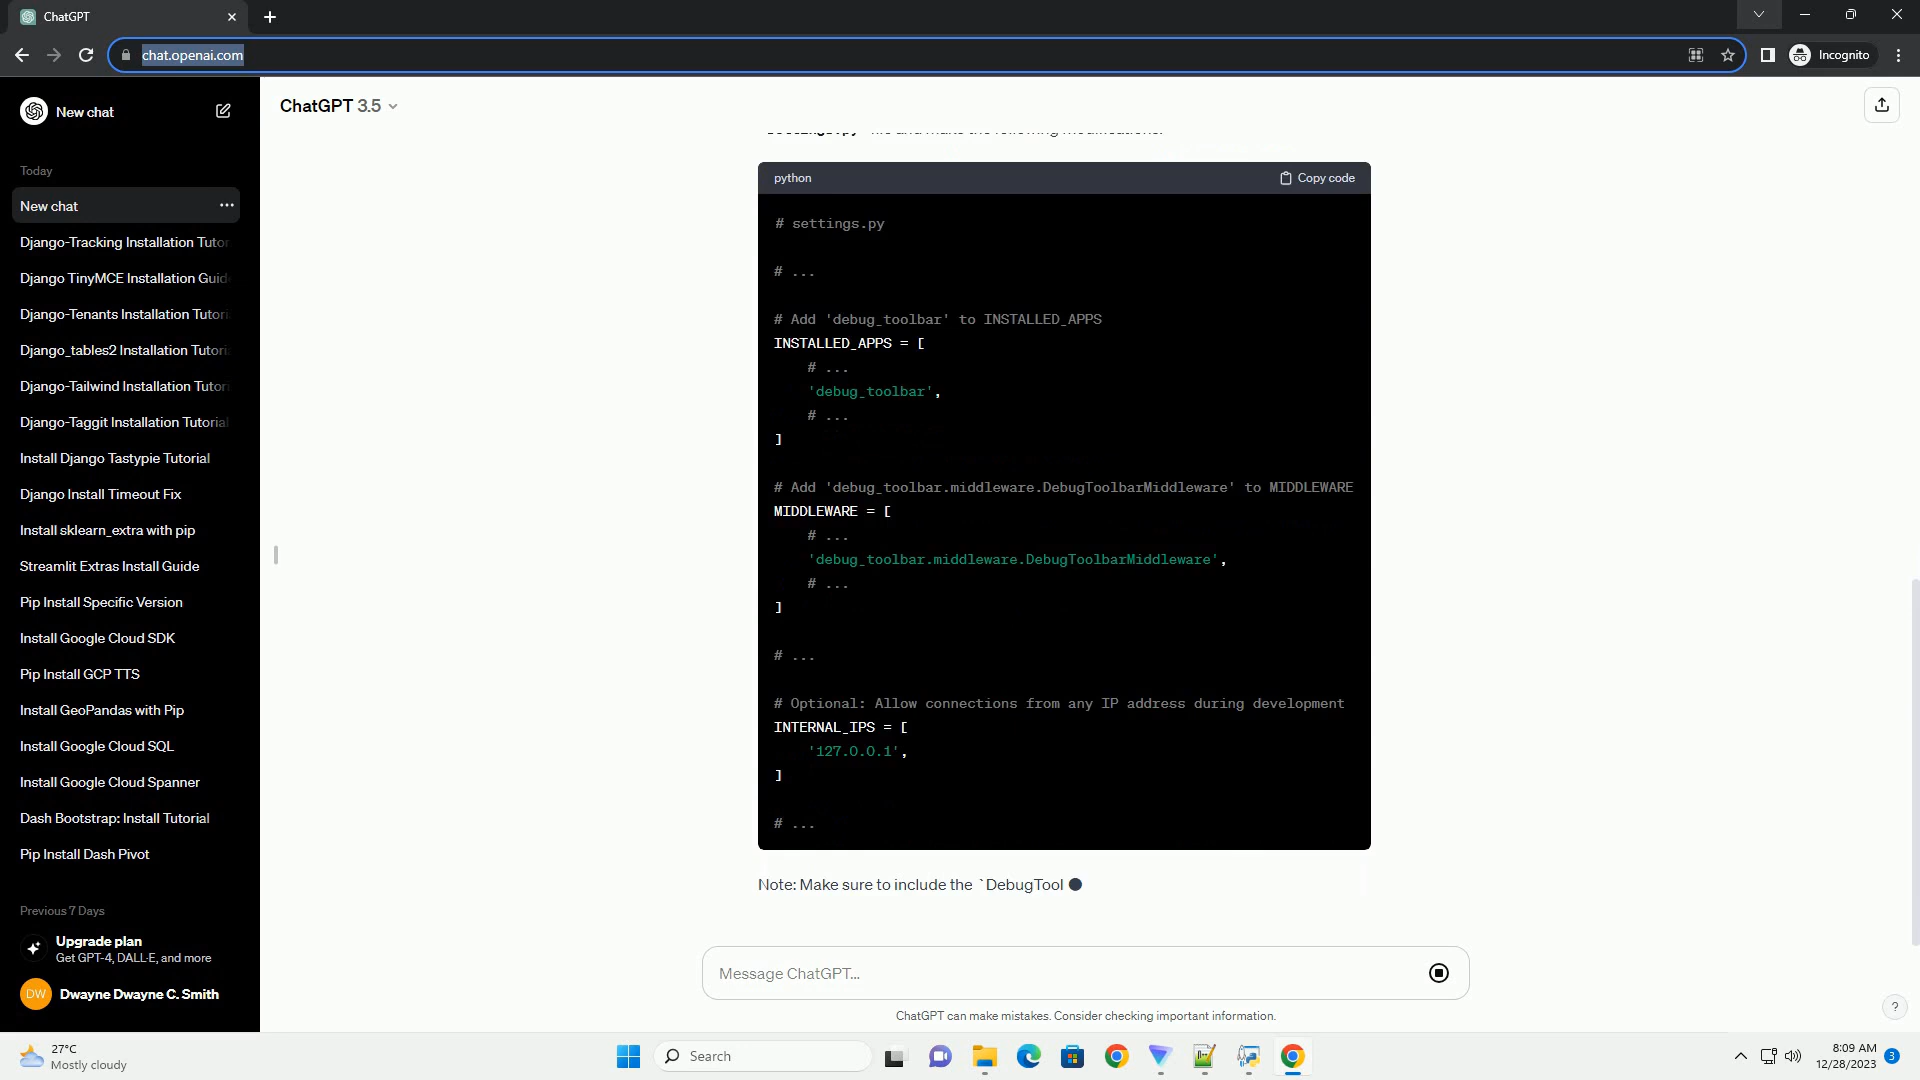 ChatGPT
chat.openai.com
Incognito
New chat
Today
New chat
Django-Tracking Installation Tutor
Django TinyMCE Installation Guid
Django-Tenants Installation Tutori
Django_tables2 Installation Tutori
Django-Tailwind Installation Tutor
Django-Taggit Installation Tutorial
Install Django Tastypie Tutorial
Django Install Timeout Fix
Install sklearn_extra with pip
Streamlit Extras Install Guide
Pip Install Specific Version
Install Google Cloud SDK
Pip Install GCP TTS
Install GeoPandas with Pip
Install Google Cloud SQL
Install Google Cloud Spanner
Dash Bootstrap: Install Tutorial
Pip Install Dash Pivot
Previous 7 Days
Upgrade plan
Get GPT-4, DALL·E, and more
DW
Dwayne Dwayne C. Smith
ChatGPT 3.5
python
Copy code
# settings.py
# ...
# Add 'debug_toolbar' to INSTALLED_APPS
INSTALLED_APPS = [
# ...
'debug_toolbar',
# ...
]
# Add 'debug_toolbar.middleware.DebugToolbarMiddleware' to MIDDLEWARE
MIDDLEWARE = [
# ...
'debug_toolbar.middleware.DebugToolbarMiddleware',
# ...
]
# ...
# Optional: Allow connections from any IP address during development
INTERNAL_IPS = [
'127.0.0.1',
]
# ...
Note: Make sure to include the `DebugTool
Message ChatGPT...
ChatGPT can make mistakes. Consider checking important information.
?
27°C
Mostly cloudy
Search
8:09 AM
12/28/2023
3